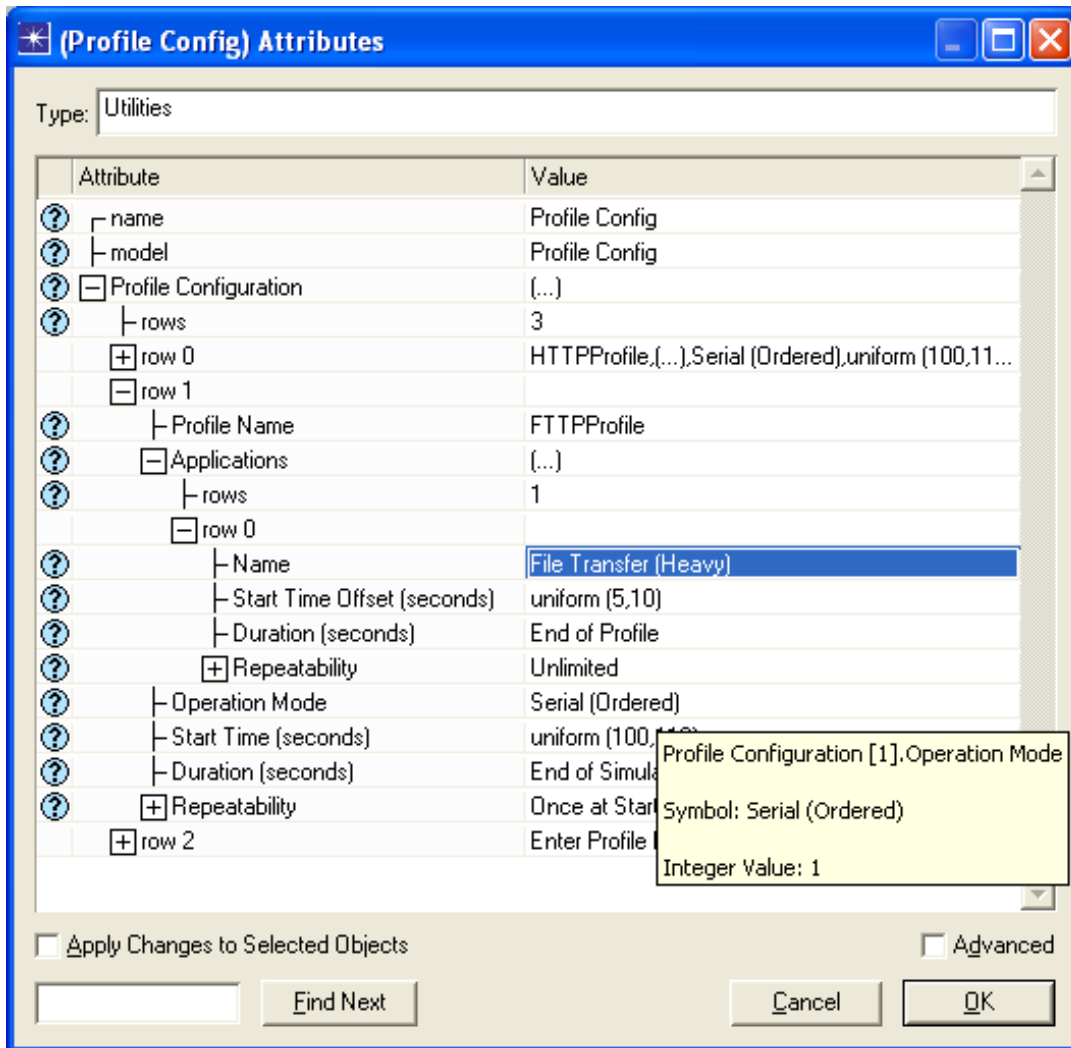 (Profile Config) Attributes
Type: Utilities
Attribute Value
name Profile Config
model Profile Config
Profile Configuration (...)
rows 3
row 0 HTTPProfile,(...),Serial (Ordered),uniform (100,11...
row 1
Profile Name FTTPProfile
Applications (...)
rows 1
row 0
Name File Transfer (Heavy)
Start Time Offset (seconds) uniform (5,10)
Duration (seconds) End of Profile
Repeatability Unlimited
Operation Mode Serial (Ordered)
Start Time (seconds) uniform (100,
Duration (seconds) End of Simula
Repeatability Once at Start
row 2 Enter Profile
Profile Configuration [1].Operation Mode
Symbol: Serial (Ordered)
Integer Value: 1
Apply Changes to Selected Objects Advanced
Find Next Cancel OK